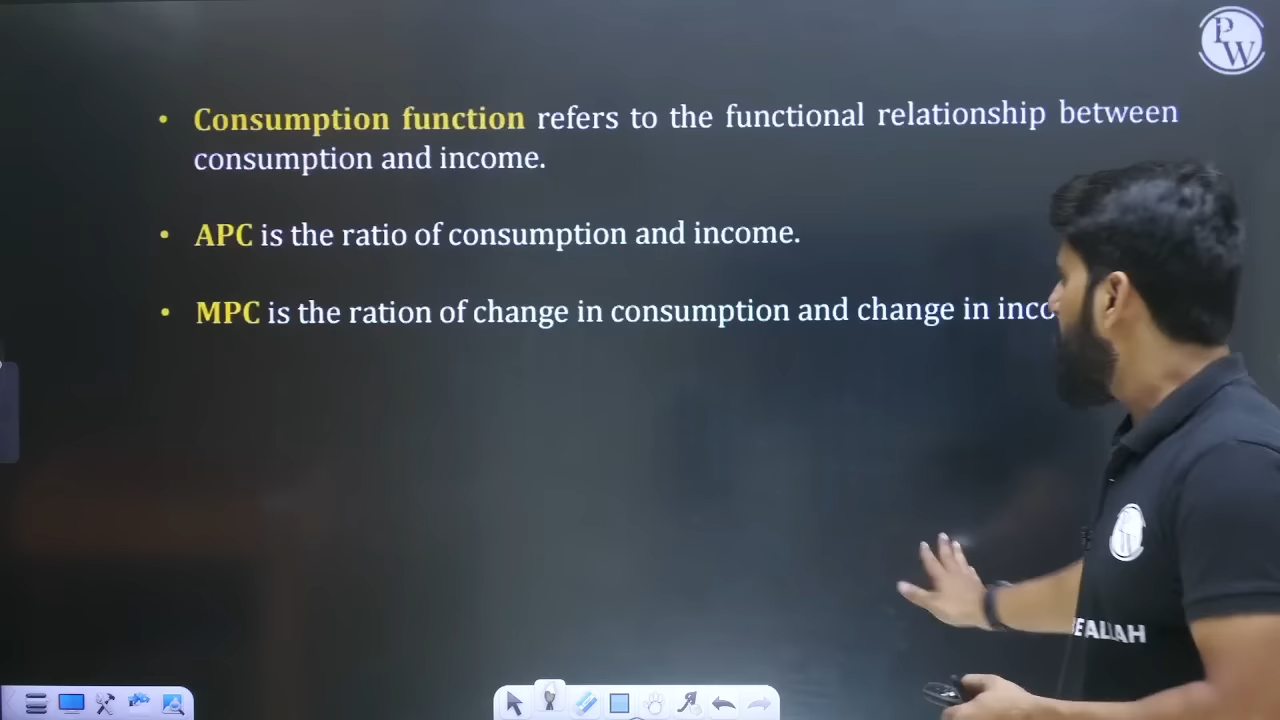 PW
• Consumption function refers to the functional relationship between
consumption and income.
• APC is the ratio of consumption and income.
• MPC is the ration of change in consumption and change in inco